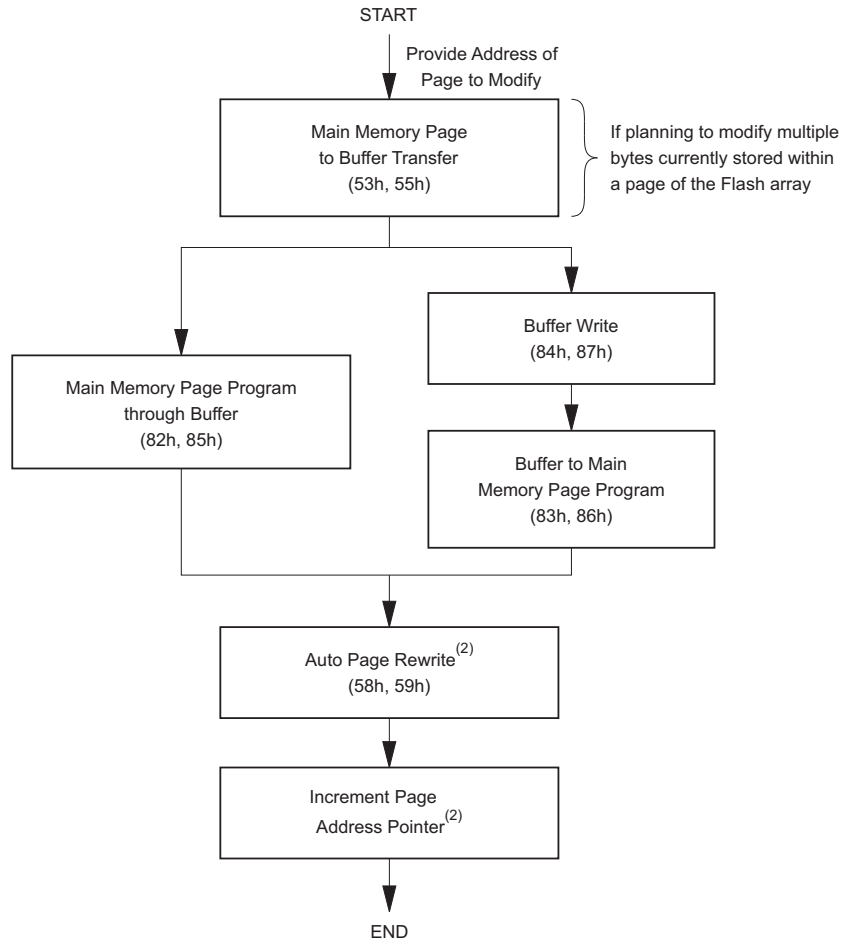 START
Provide Address of
Page to Modify
Main Memory Page
to Buffer Transfer
(53h, 55h)
If planning to modify multiple
bytes currently stored within
a page of the Flash array
Buffer Write
(84h, 87h)
Main Memory Page Program
through Buffer
(82h, 85h)
Buffer to Main
Memory Page Program
(83h, 86h)
Auto Page Rewrite(2)
(58h, 59h)
Increment Page
Address Pointer(2)
END